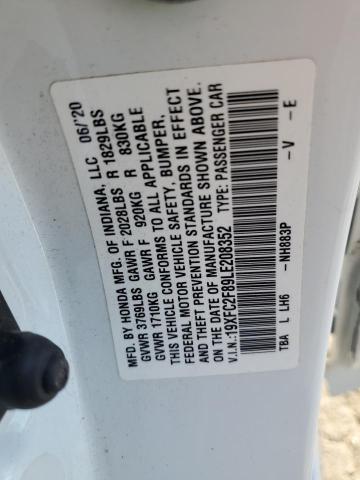 MFD. BY HONDA MFG. OF INDIANA, LLC 06/'20
GVWR 3769LBS GAWR F 2028LBS R 1829LBS
GVWR 1710KG GAWR F 920KG R 830KG
THIS VEHICLE CONFORMS TO ALL APPLICABLE
FEDERAL MOTOR VEHICLE SAFETY, BUMPER,
AND THEFT PREVENTION STANDARDS IN EFFECT
ON THE DATE OF MANUFACTURE SHOWN ABOVE.
V.I.N.:19XFC2F89LE208352 TYPE: PASSENGER CAR
TBA L LH6 -NH883P -V -E